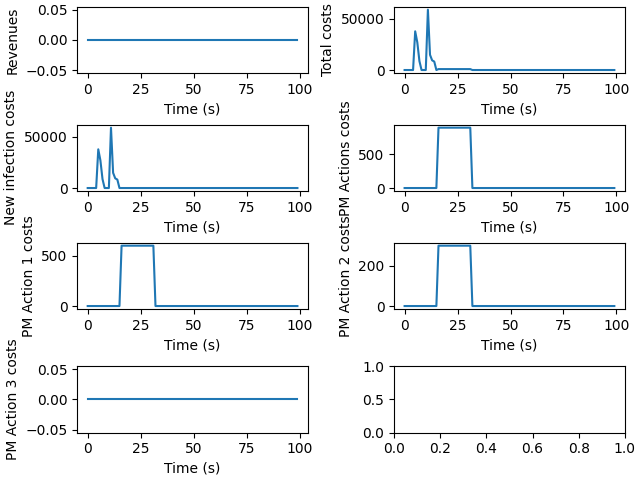 Revenues
0.05
0.00
−0.05
0 25 50 75 100
Time (s)
Total costs
50000
0
0 25 50 75 100
Time (s)
New infection costs
50000
0
0 25 50 75 100
Time (s)
PM Actions costs
500
0
0 25 50 75 100
Time (s)
PM Action 1 costs
500
0
0 25 50 75 100
Time (s)
PM Action 2 costs
200
0
0 25 50 75 100
Time (s)
PM Action 3 costs
0.05
0.00
−0.05
0 25 50 75 100
Time (s)
1.0
0.5
0.0
0.0 0.2 0.4 0.6 0.8 1.0